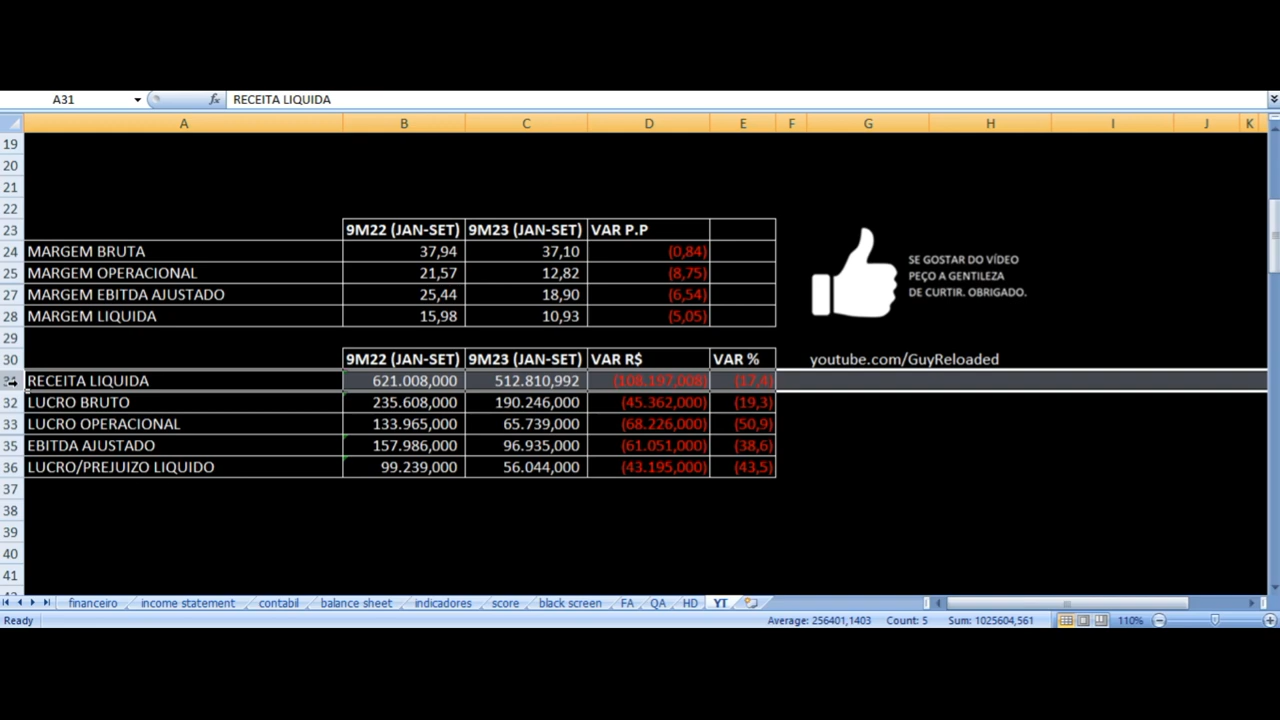 A31 RECEITA LIQUIDA
A B C D E F G H I J K
19
20
21
22
23 9M22 (JAN-SET) 9M23 (JAN-SET) VAR P.P
24 MARGEM BRUTA 37,94 37,10 (0,84)
25 MARGEM OPERACIONAL 21,57 12,82 (8,75)
27 MARGEM EBITDA AJUSTADO 25,44 18,90 (6,54)
28 MARGEM LIQUIDA 15,98 10,93 (5,05)
SE GOSTAR DO VÍDEO
PEÇO A GENTILEZA
DE CURTIR. OBRIGADO.
29
30 9M22 (JAN-SET) 9M23 (JAN-SET) VAR R$ VAR % youtube.com/GuyReloaded
RECEITA LIQUIDA 621.008,000 512.810,992 (108.197,008) (17,4)
32 LUCRO BRUTO 235.608,000 190.246,000 (45.362,000) (19,3)
33 LUCRO OPERACIONAL 133.965,000 65.739,000 (68.226,000) (50,9)
35 EBITDA AJUSTADO 157.986,000 96.935,000 (61.051,000) (38,6)
36 LUCRO/PREJUIZO LIQUIDO 99.239,000 56.044,000 (43.195,000) (43,5)
37
38
39
40
41
financeiro income statement contabil balance sheet indicadores score black screen FA QA HD YT
Ready Average: 256401,1403 Count: 5 Sum: 1025604,561 110%